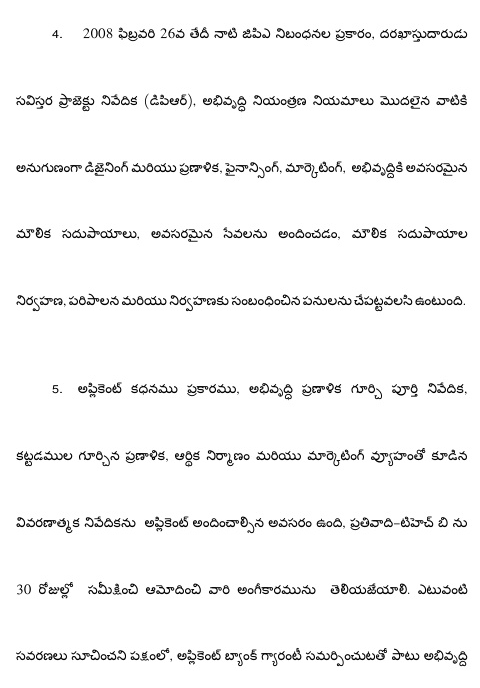 4. 2008 ఫిబ్రవరి 26వ తేదీ నాటి జిపిఎ నిబంధనల ప్రకారం, దరఖాస్తుదారుడు
సవిస్తర ప్రాజెక్టు నివేదిక (డిపిఆర్), అభివృద్ధి నియంత్రణ నియమాలు మొదలైన వాటికి
అనుగుణంగా డిజైనింగ్ మరియు ప్రణాళిక, ఫైనాన్సింగ్, మార్కెటింగ్, అభివృద్ధికి అవసరమైన
మౌలిక సదుపాయాలు, అవసరమైన సేవలను అందించడం, మౌలిక సదుపాయాల
నిర్వహణ, పరిపాలన మరియు నిర్వహణకు సంబంధించిన పనులను చేపట్టవలసి ఉంటుంది.
5. అప్లికెంట్ కధనము ప్రకారము, అభివృద్ధి ప్రణాళిక గూర్చి పూర్తి నివేదిక,
కట్టడముల గూర్చిన ప్రణాళిక, ఆర్థిక నిర్మాణం మరియు మార్కెటింగ్ వ్యూహంతో కూడిన
వివరణాత్మక నివేదికను అప్లికెంట్ అందించాల్సిన అవసరం ఉంది, ప్రతివాది-టిహెచ్ బి ను
30 రోజుల్లో సమీక్షించి ఆమోదించి వారి అంగీకారమును తెలియజేయాలి. ఎటువంటి
సవరణలు సూచించని పక్షంలో, అప్లికెంట్ బ్యాంక్ గ్యారంటీ సమర్పించుటతో పాటు అభివృద్ధి